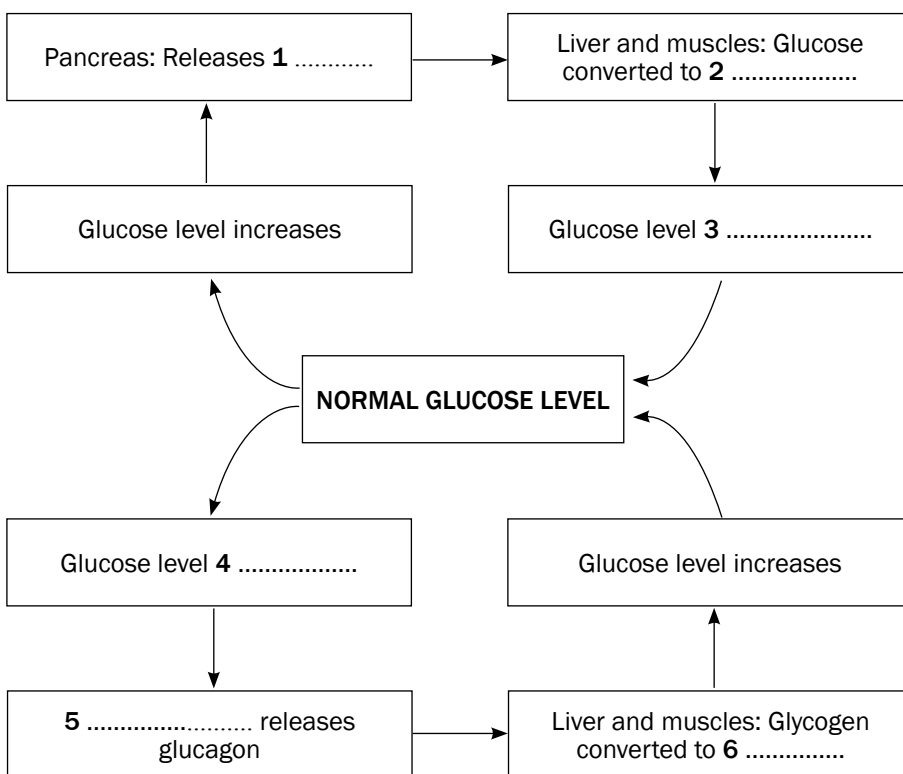 Pancreas: Releases 1 ............
Liver and muscles: Glucose
converted to 2 ...................
Glucose level increases
Glucose level 3 ......................
NORMAL GLUCOSE LEVEL
Glucose level 4 ..................
Glucose level increases
5 ......................... releases
glucagon
Liver and muscles: Glycogen
converted to 6 ...............